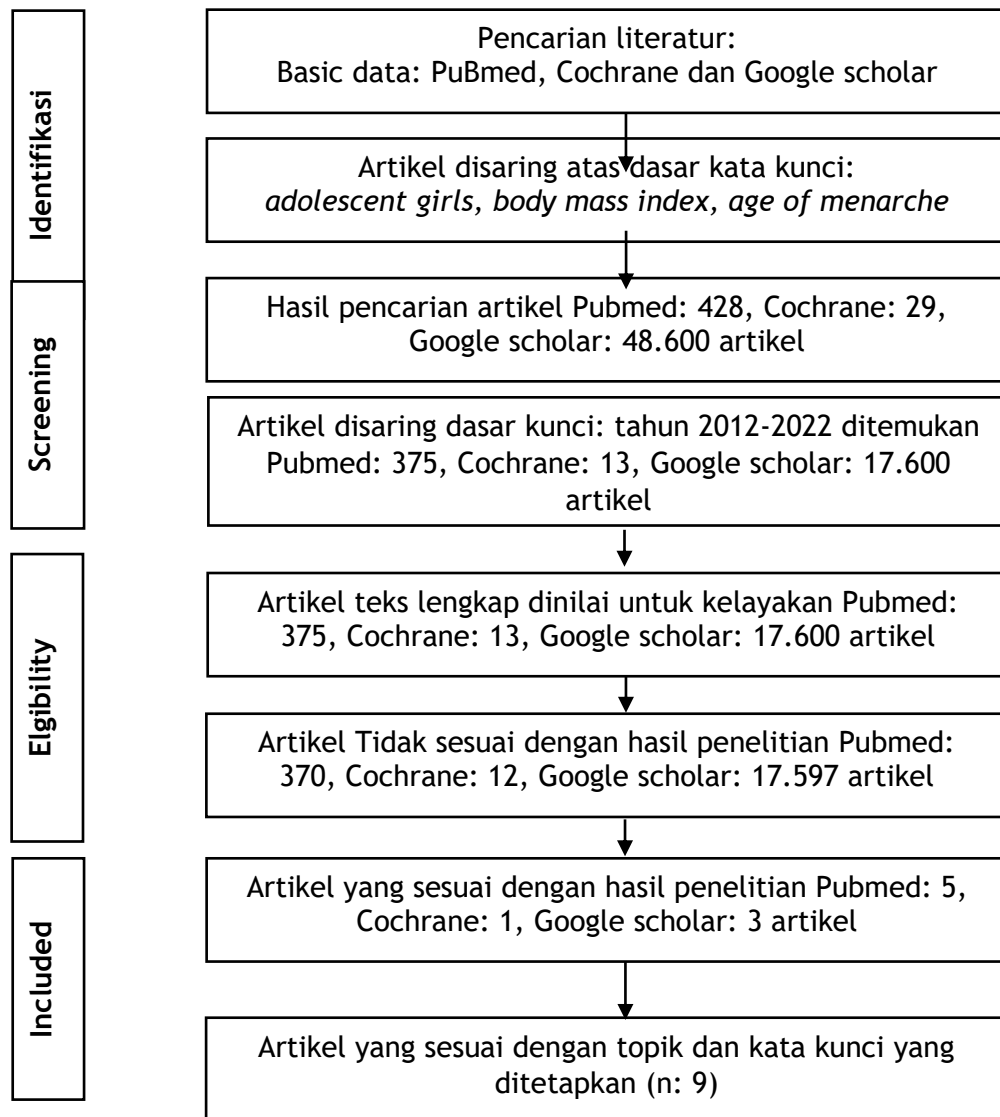 Identifikasi
Pencarian literatur:
Basic data: PuBmed, Cochrane dan Google scholar
Artikel disaring atas dasar kata kunci:
adolescent girls, body mass index, age of menarche
Screening
Hasil pencarian artikel Pubmed: 428, Cochrane: 29,
Google scholar: 48.600 artikel
Artikel disaring dasar kunci: tahun 2012-2022 ditemukan
Pubmed: 375, Cochrane: 13, Google scholar: 17.600
artikel
Elgibility
Artikel teks lengkap dinilai untuk kelayakan Pubmed:
375, Cochrane: 13, Google scholar: 17.600 artikel
Artikel Tidak sesuai dengan hasil penelitian Pubmed:
370, Cochrane: 12, Google scholar: 17.597 artikel
Included
Artikel yang sesuai dengan hasil penelitian Pubmed: 5,
Cochrane: 1, Google scholar: 3 artikel
Artikel yang sesuai dengan topik dan kata kunci yang
ditetapkan (n: 9)